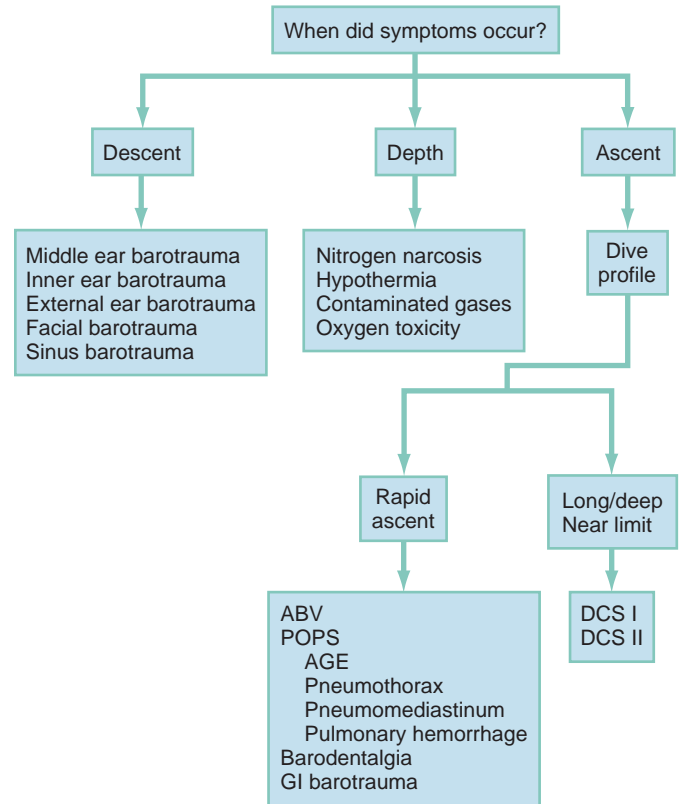 When did symptoms occur?
Descent
Depth
Ascent
Middle ear barotrauma
Inner ear barotrauma
External ear barotrauma
Facial barotrauma
Sinus barotrauma
Nitrogen narcosis
Hypothermia
Contaminated gases
Oxygen toxicity
Dive
profile
Rapid
ascent
Long/deep
Near limit
ABV
POPS
AGE
Pneumothorax
Pneumomediastinum
Pulmonary hemorrhage
Barodentalgia
GI barotrauma
DCS I
DCS II